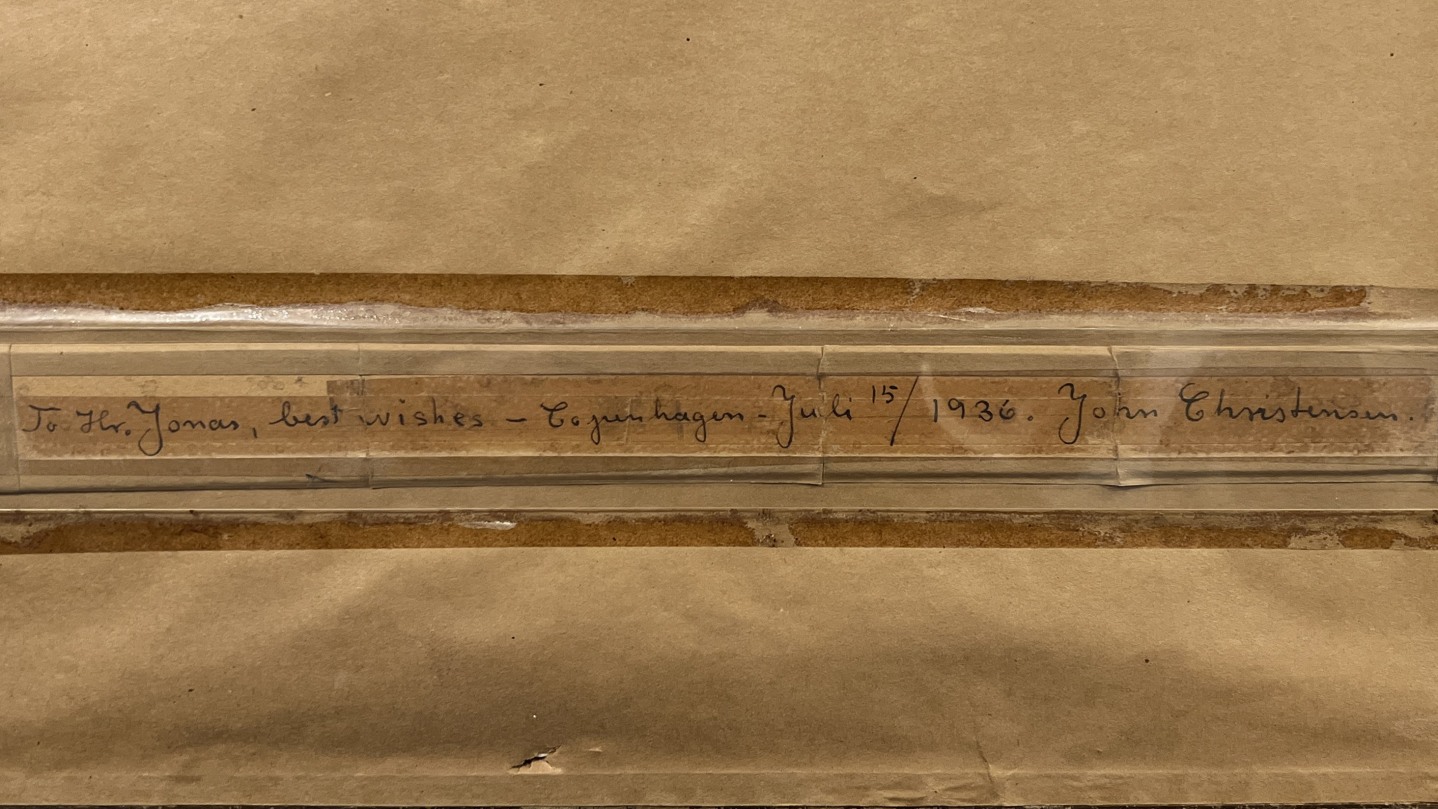 To Hr. Jonas, best wishes – Copenhagen - Juli 15/ 1936. John Christensen.